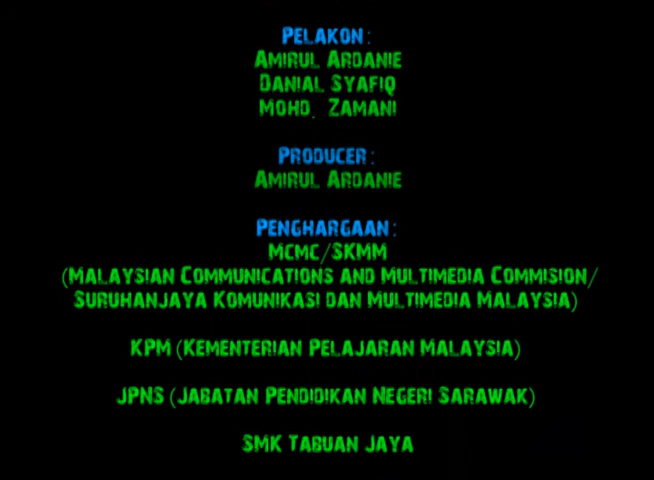 PELAKON:
AMIRUL ARDANIE
DANIAL SYAFIQ
MOHD. ZAMANI
PRODUCER:
AMIRUL ARDANIE
PENGHARGAAN:
MCMC/SKMM
(MALAYSIAN COMMUNICATIONS AND MULTIMEDIA COMMISION/
SURUHANJAYA KOMUNIKASI DAN MULTIMEDIA MALAYSIA)
KPM (KEMENTERIAN PELAJARAN MALAYSIA)
JPNS (JABATAN PENDIDIKAN NEGERI SARAWAK)
SMK TABUAN JAYA